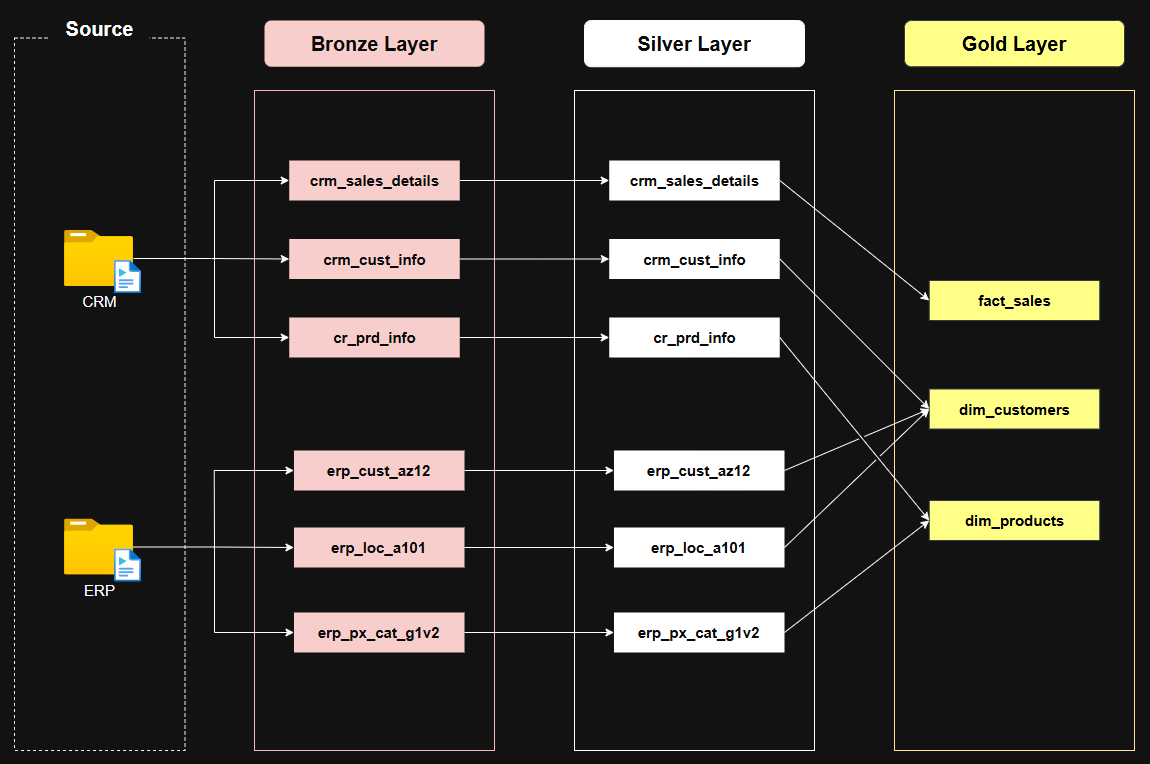 Source
Bronze Layer
Silver Layer
Gold Layer
crm_sales_details
crm_sales_details
crm_cust_info
crm_cust_info
fact_sales
CRM
cr_prd_info
cr_prd_info
dim_customers
erp_cust_az12
erp_cust_az12
dim_products
erp_loc_a101
erp_loc_a101
ERP
erp_px_cat_g1v2
erp_px_cat_g1v2